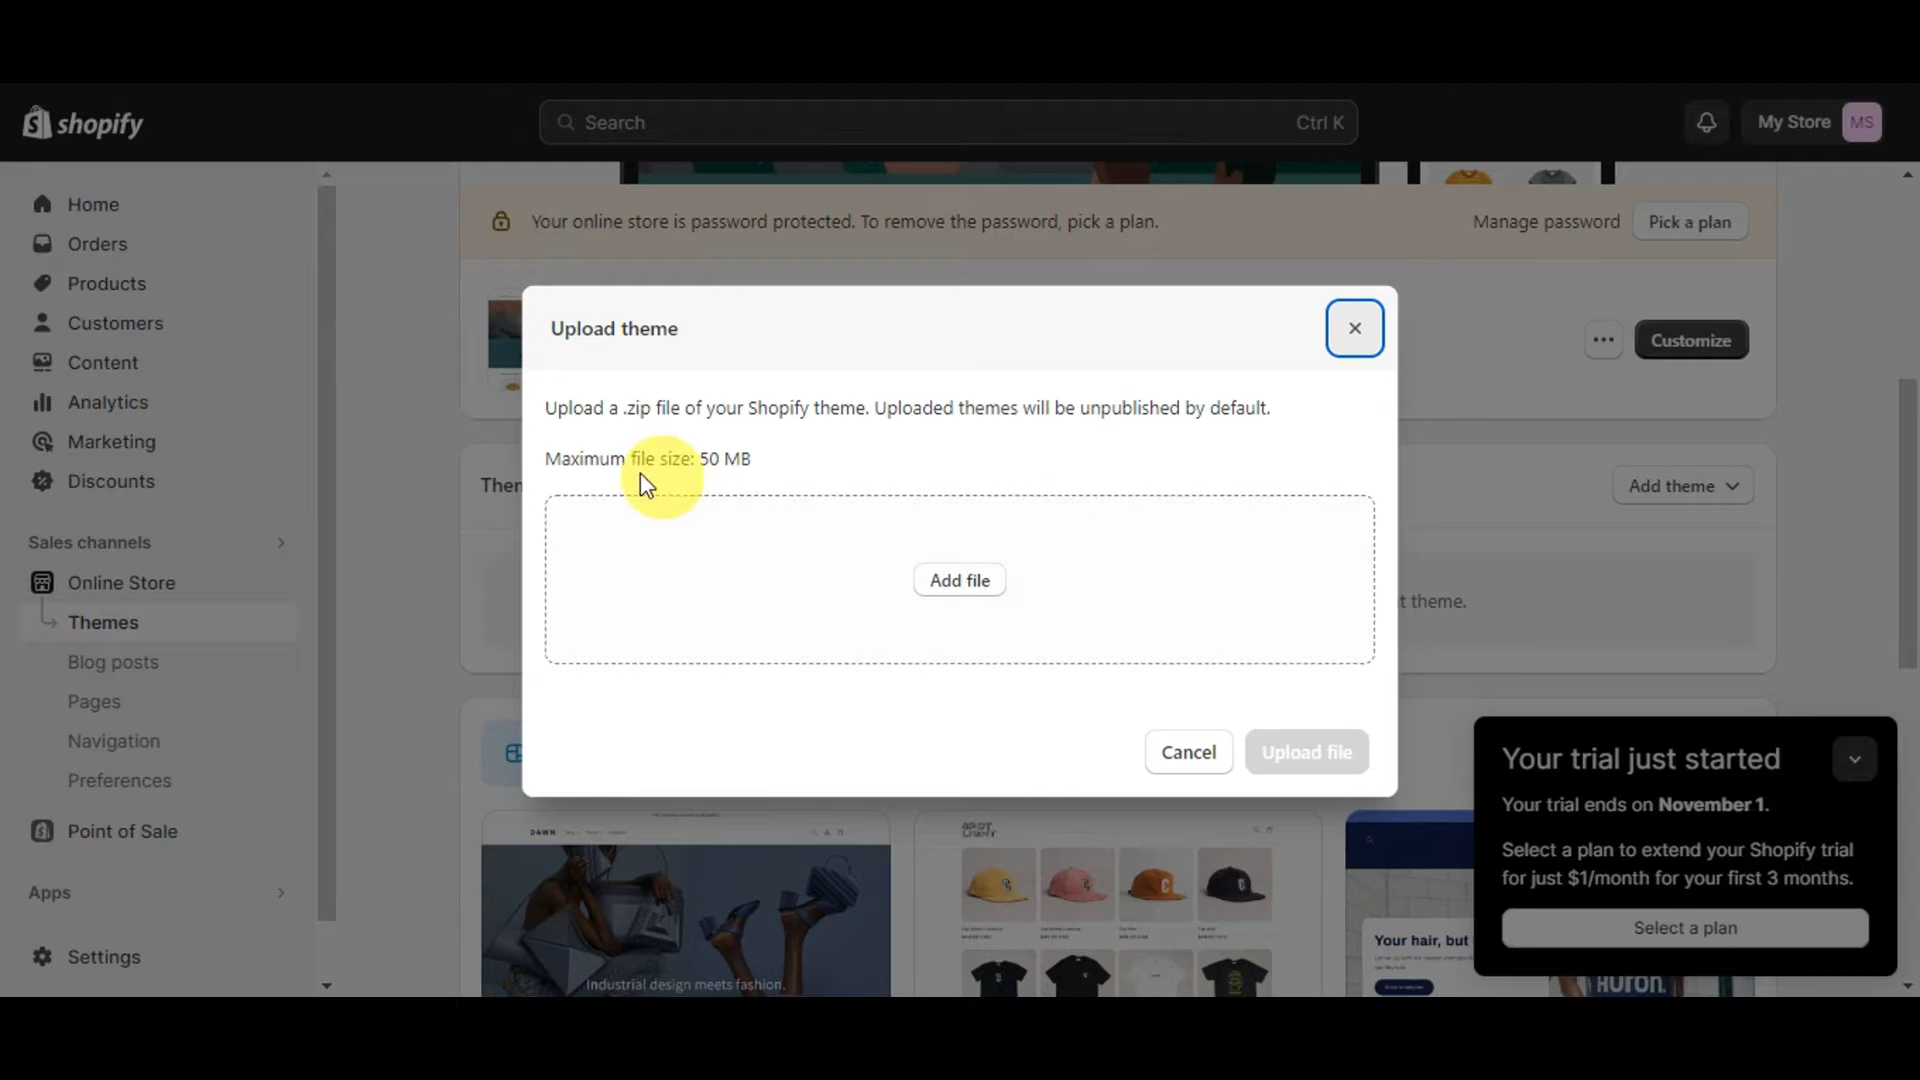 shopify
Search
Ctrl K
My Store
MS
Home
Orders
Products
Customers
Content
Analytics
Marketing
Discounts
Sales channels
Online Store
Themes
Blog posts
Pages
Navigation
Preferences
Point of Sale
Apps
Settings
Your online store is password protected. To remove the password, pick a plan.
Manage password
Pick a plan
Customize
Upload theme
Upload a .zip file of your Shopify theme. Uploaded themes will be unpublished by default.
Maximum file size: 50 MB
Add file
Cancel
Upload file
Them
Add theme
t theme.
DAWN
Industrial design meets fashion.
SPOT
Your hair, but
HURON.
Your trial just started
Your trial ends on November 1.
Select a plan to extend your Shopify trial
for just $1/month for your first 3 months.
Select a plan